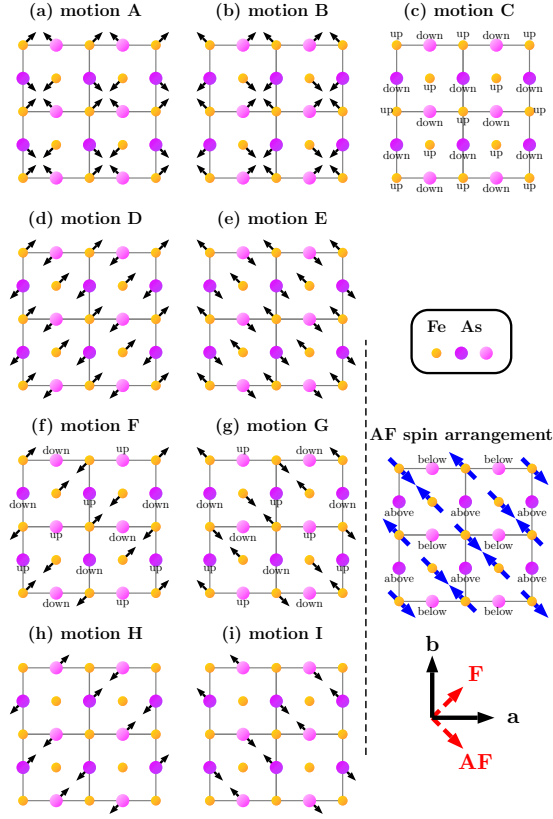 (a) motion A
(b) motion B
(c) motion C
up down up down up
down up down up down
up down up down up
down up down up down
up down up down up
(d) motion D
(e) motion E
Fe As
(f) motion F
(g) motion G
AF spin arrangement
down up
down up
below below
down up down
down up down
above above above
up down
up down
below below
up down up
up down up
above above above
down up
down up
below below
(h) motion H
(i) motion I
b
F
a
AF